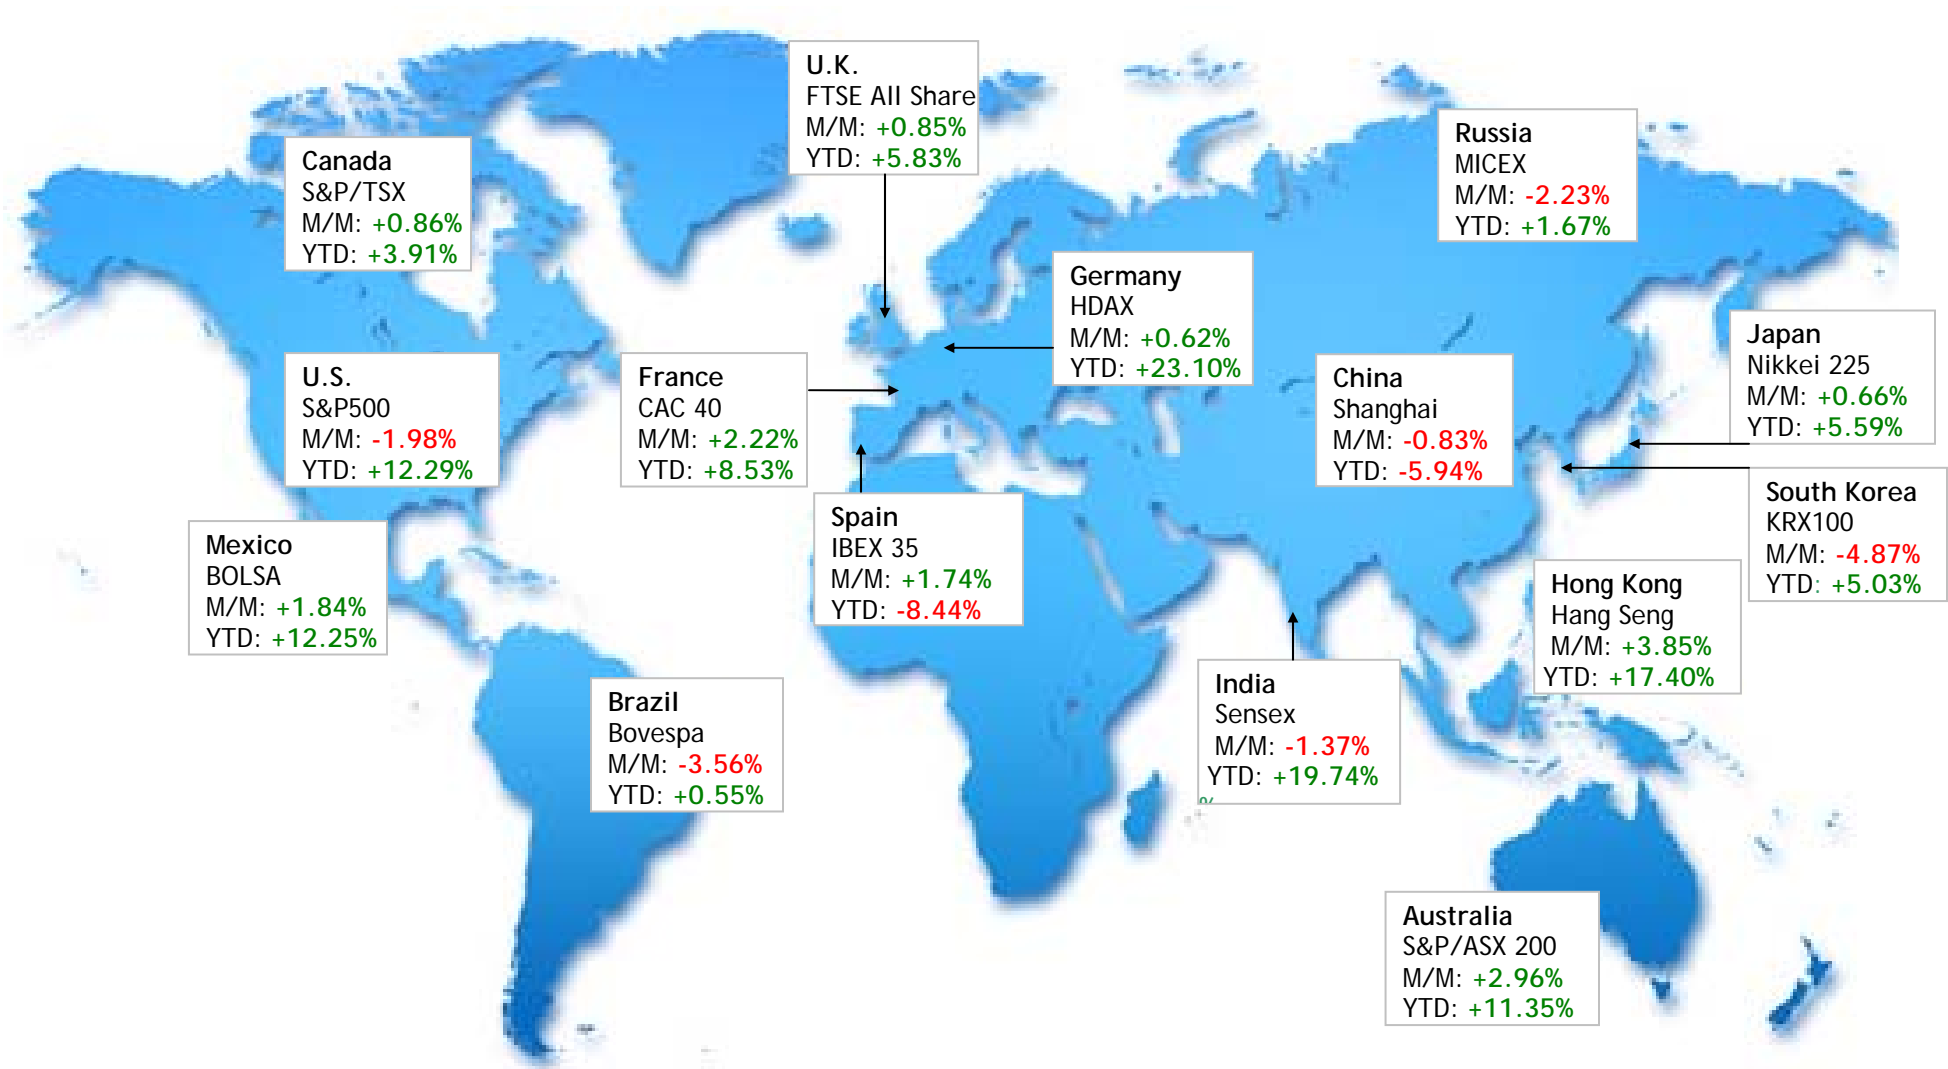 U.K.
FTSE All Share
M/M: +0.85%
YTD: +5.83%
Canada
S&P/TSX
M/M: +0.86%
YTD: +3.91%
Russia
MICEX
M/M: -2.23%
YTD: +1.67%
Germany
HDAX
M/M: +0.62%
YTD: +23.10%
Japan
Nikkei 225
M/M: +0.66%
YTD: +5.59%
U.S.
S&P500
M/M: -1.98%
YTD: +12.29%
France
CAC 40
M/M: +2.22%
YTD: +8.53%
China
Shanghai
M/M: -0.83%
YTD: -5.94%
South Korea
KRX100
M/M: -4.87%
YTD: +5.03%
Spain
IBEX 35
M/M: +1.74%
YTD: -8.44%
Mexico
BOLSA
M/M: +1.84%
YTD: +12.25%
Hong Kong
Hang Seng
M/M: +3.85%
YTD: +17.40%
India
Sensex
M/M: -1.37%
YTD: +19.74%
%
Brazil
Bovespa
M/M: -3.56%
YTD: +0.55%
Australia
S&P/ASX 200
M/M: +2.96%
YTD: +11.35%